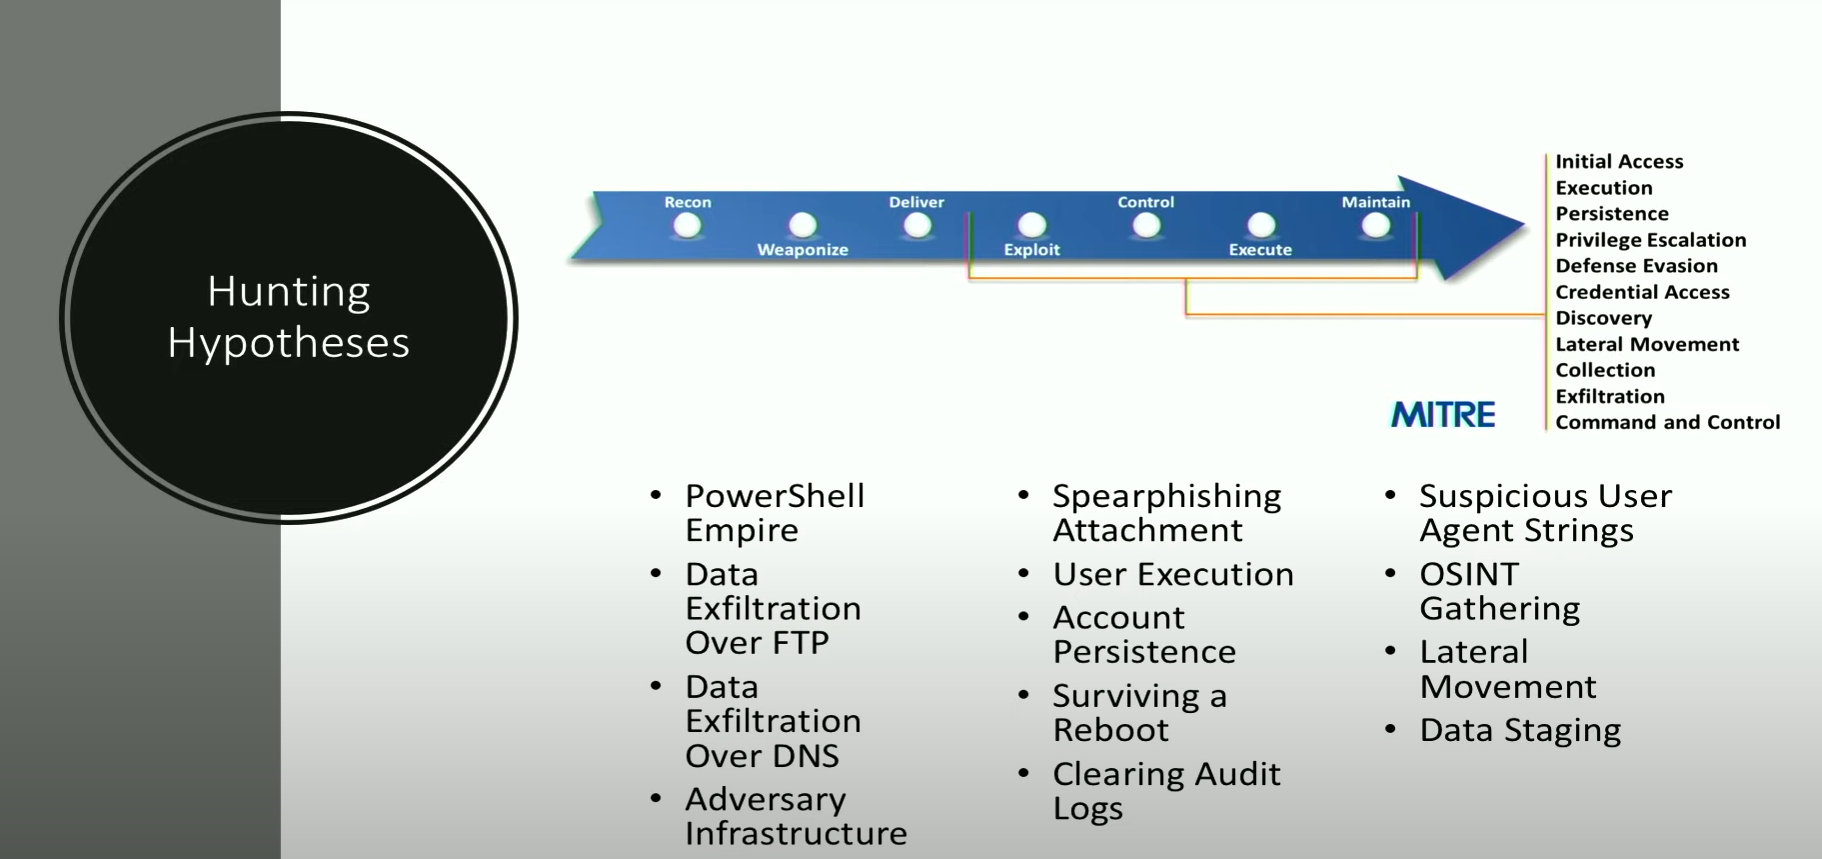 Hunting
Hypotheses
Recon
Weaponize
Deliver
Exploit
Control
Execute
Maintain
Initial Access
Execution
Persistence
Privilege Escalation
Defense Evasion
Credential Access
Discovery
Lateral Movement
Collection
Exfiltration
Command and Control
MITRE
• PowerShell
Empire
• Data
Exfiltration
Over FTP
• Data
Exfiltration
Over DNS
• Adversary
Infrastructure
• Spearphishing
Attachment
• User Execution
• Account
Persistence
• Surviving a
Reboot
• Clearing Audit
Logs
• Suspicious User
Agent Strings
• OSINT
Gathering
• Lateral
Movement
• Data Staging